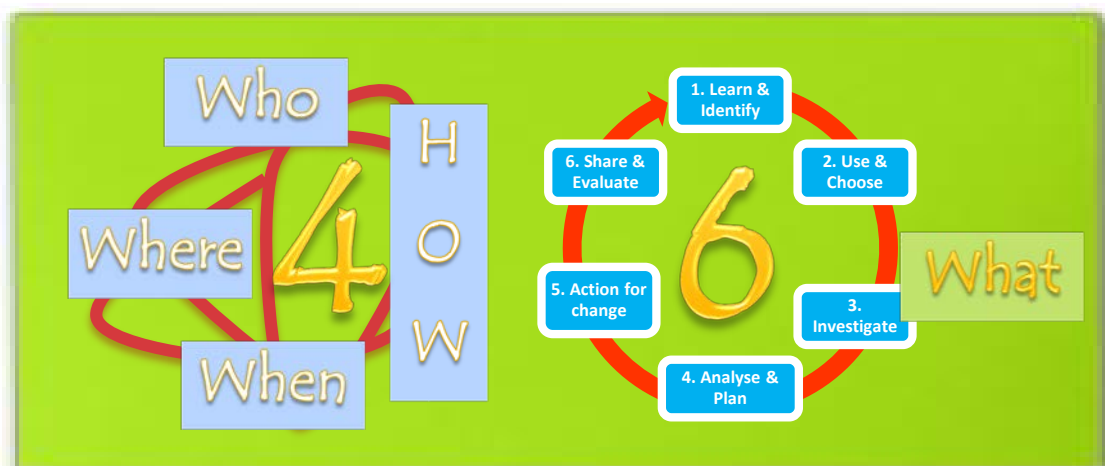 Who
Where
4
When
H
O
W
1. Learn &
Identify
2. Use &
Choose
3.
Investigate
4. Analyse &
Plan
5. Action for
change
6. Share &
Evaluate
6
What